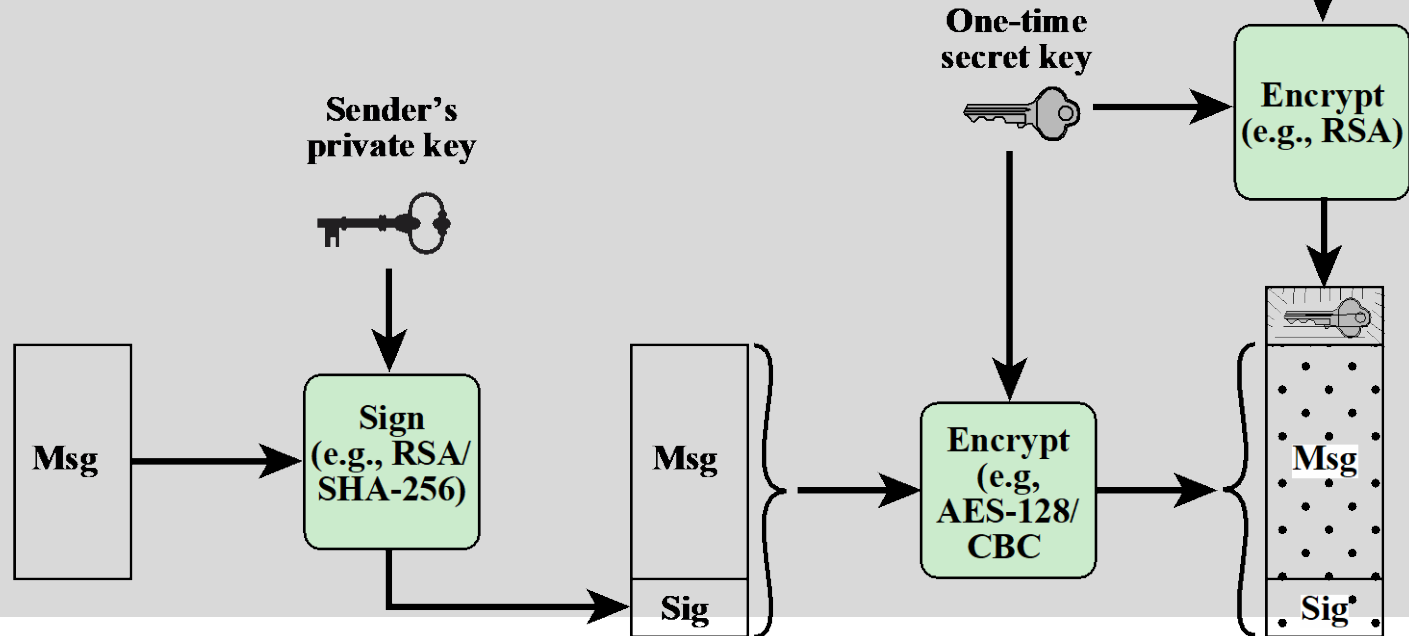 One-time
secret key
Encrypt
(e.g., RSA)
Sender’s
private key
Msg
Sign
(e.g., RSA/
SHA-256)
Msg
Sig
Encrypt
(e.g,
AES-128/
CBC
Msg
Sig